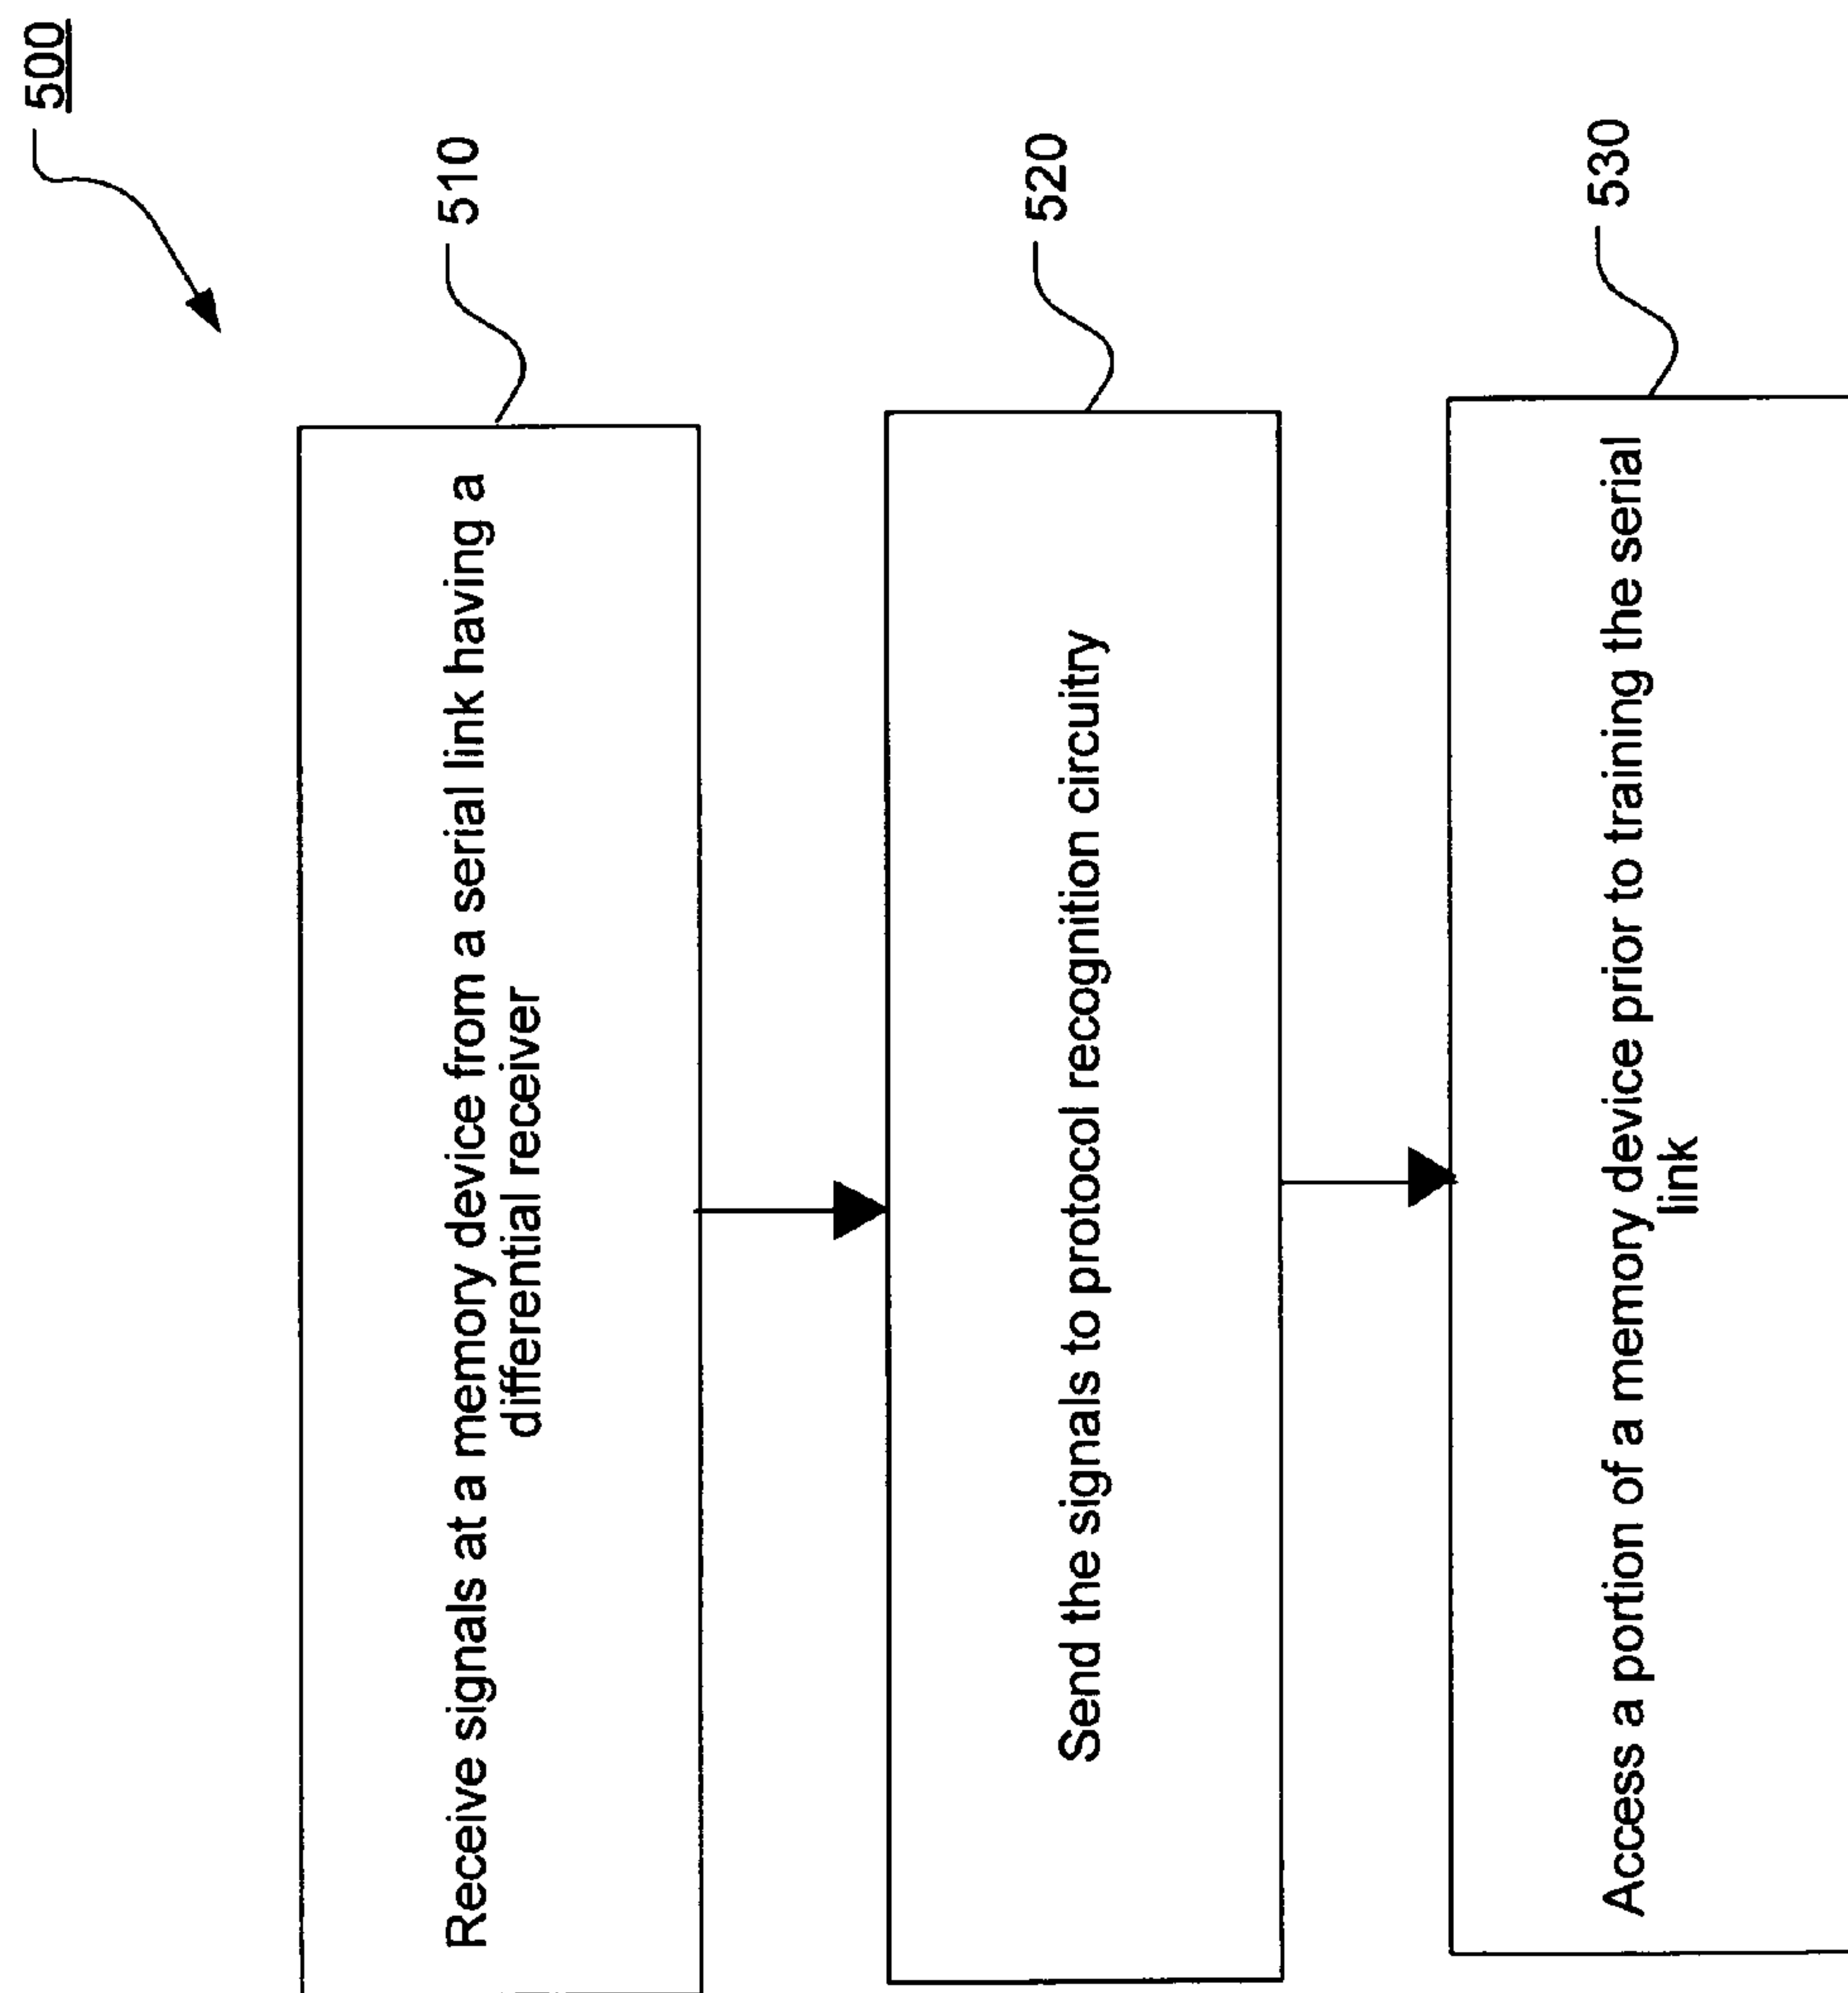 500
510
Receive signals at a memory device from a serial link having a
differential receiver
520
Send the signals to protocol recognition circuitry
530
Access a portion of a memory device prior to training the serial
link